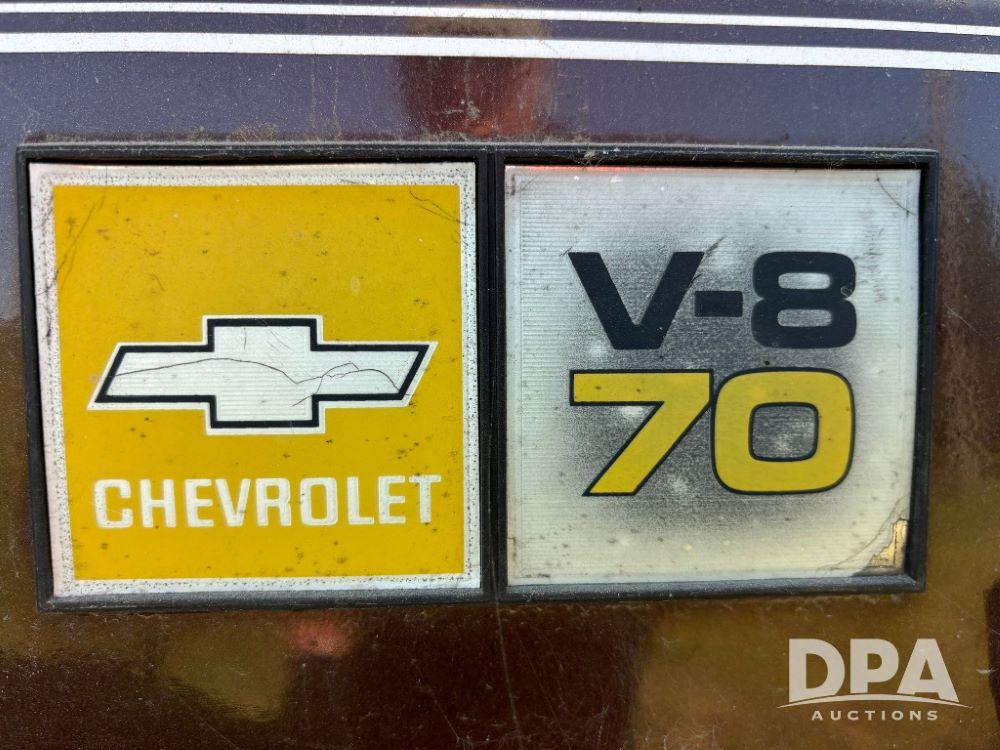 CHEVROLET
V-8
70
DPA
AUCTIONS